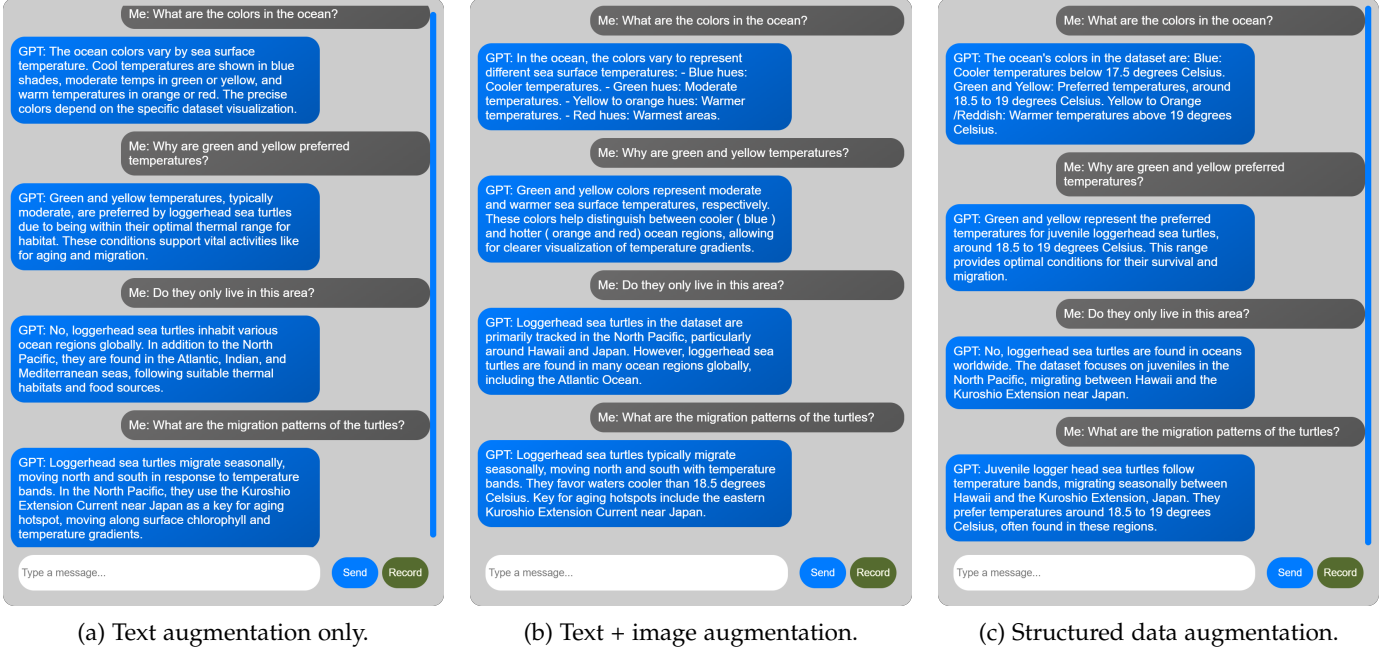 Me: What are the colors in the ocean?
GPT: The ocean colors vary by sea surface
temperature. Cool temperatures are shown in blue
shades, moderate temps in green or yellow, and
warm temperatures in orange or red. The precise
colors depend on the specific dataset visualization.
Me: Why are green and yellow preferred
temperatures?
GPT: Green and yellow temperatures, typically
moderate, are preferred by loggerhead sea turtles
due to being within their optimal thermal range for
habitat. These conditions support vital activities like
for aging and migration.
Me: Do they only live in this area?
GPT: No, loggerhead sea turtles inhabit various
ocean regions globally. In addition to the North
Pacific, they are found in the Atlantic, Indian, and
Mediterranean seas, following suitable thermal
habitats and food sources.
Me: What are the migration patterns of the turtles?
GPT: Loggerhead sea turtles migrate seasonally,
moving north and south in response to temperature
bands. In the North Pacific, they use the Kuroshio
Extension Current near Japan as a key for aging
hotspot, moving along surface chlorophyll and
temperature gradients.
Type a message...
Send
Record
(a) Text augmentation only.
Me: What are the colors in the ocean?
GPT: In the ocean, the colors vary to represent
different sea surface temperatures: - Blue hues:
Cooler temperatures. - Green hues: Moderate
temperatures. - Yellow to orange hues: Warmer
temperatures. - Red hues: Warmest areas.
Me: Why are green and yellow temperatures?
GPT: Green and yellow colors represent moderate
and warmer sea surface temperatures, respectively.
These colors help distinguish between cooler ( blue )
and hotter ( orange and red) ocean regions, allowing
for clearer visualization of temperature gradients.
Me: Do they only live in this area?
GPT: Loggerhead sea turtles in the dataset are
primarily tracked in the North Pacific, particularly
around Hawaii and Japan. However, loggerhead sea
turtles are found in many ocean regions globally,
including the Atlantic Ocean.
Me: What are the migration patterns of the turtles?
GPT: Loggerhead sea turtles typically migrate
seasonally, moving north and south with temperature
bands. They favor waters cooler than 18.5 degrees
Celsius. Key for aging hotspots include the eastern
Kuroshio Extension Current near Japan.
Type a message...
Send
Record
(b) Text + image augmentation.
Me: What are the colors in the ocean?
GPT: The ocean's colors in the dataset are: Blue:
Cooler temperatures below 17.5 degrees Celsius.
Green and Yellow: Preferred temperatures, around
18.5 to 19 degrees Celsius. Yellow to Orange
/Reddish: Warmer temperatures above 19 degrees
Celsius.
Me: Why are green and yellow preferred
temperatures?
GPT: Green and yellow represent the preferred
temperatures for juvenile loggerhead sea turtles,
around 18.5 to 19 degrees Celsius. This range
provides optimal conditions for their survival and
migration.
Me: Do they only live in this area?
GPT: No, loggerhead sea turtles are found in oceans
worldwide. The dataset focuses on juveniles in the
North Pacific, migrating between Hawaii and the
Kuroshio Extension near Japan.
Me: What are the migration patterns of the turtles?
GPT: Juvenile logger head sea turtles follow
temperature bands, migrating seasonally between
Hawaii and the Kuroshio Extension, Japan. They
prefer temperatures around 18.5 to 19 degrees
Celsius, often found in these regions.
Type a message...
Send
Record
(c) Structured data augmentation.